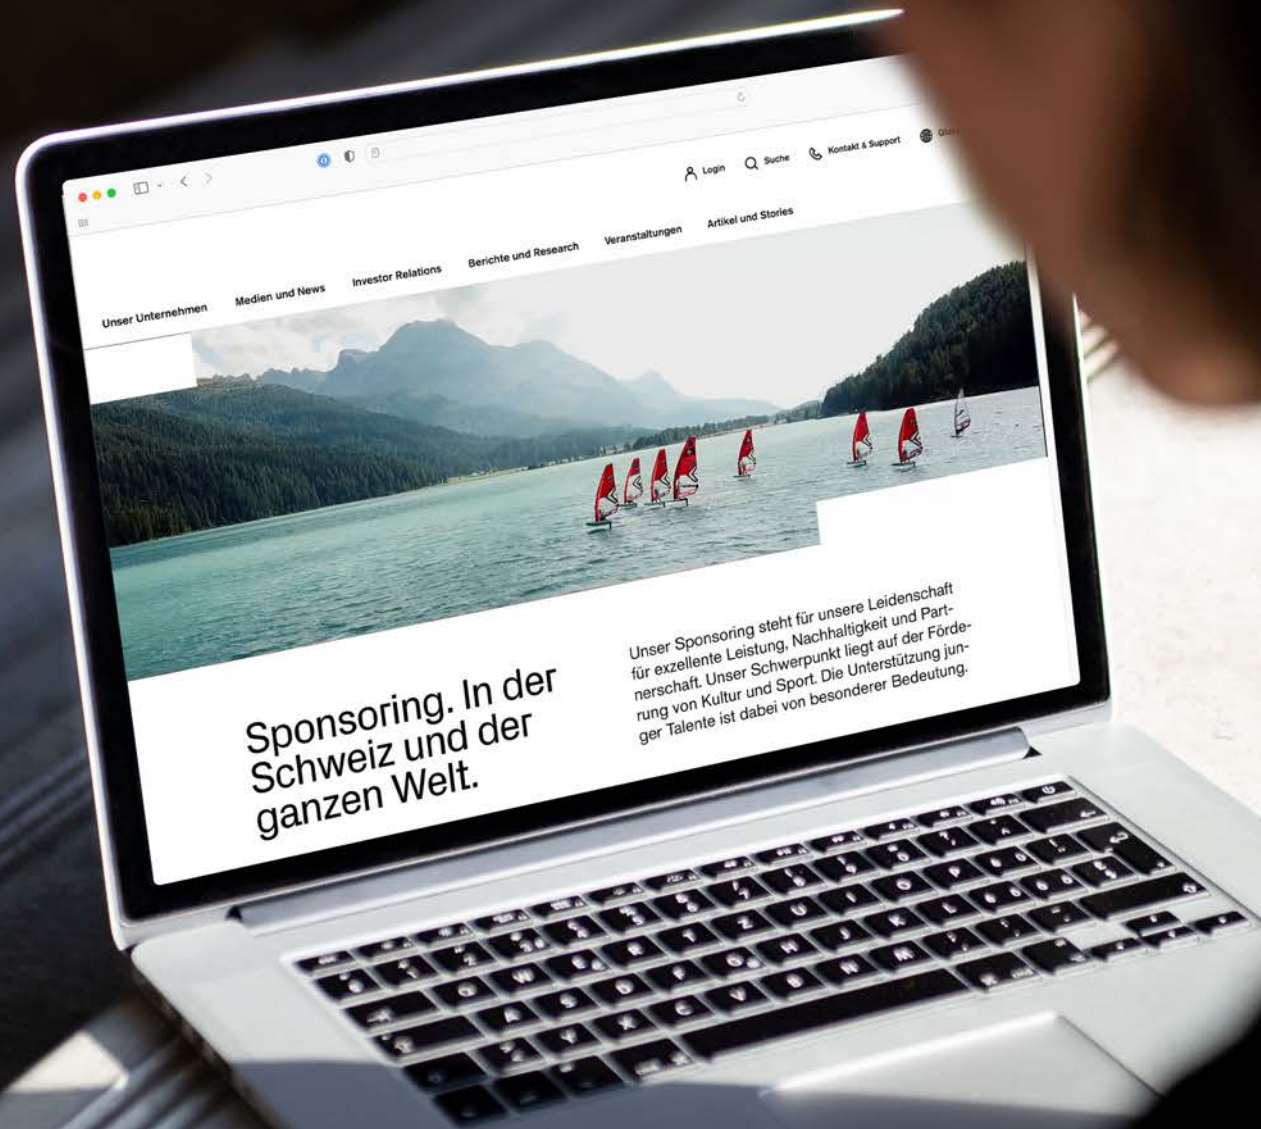 Login
Suche
Kontakt & Support
Unser Unternehmen
Medien und News
Investor Relations
Berichte und Research
Veranstaltungen
Artikel und Stories
Sponsoring. In der
Schweiz und der
ganzen Welt.
Unser Sponsoring steht für unsere Leidenschaft
für exzellente Leistung, Nachhaltigkeit und Part-
nerschaft. Unser Schwerpunkt liegt auf der Förde-
rung von Kultur und Sport. Die Unterstützung jun-
ger Talente ist dabei von besonderer Bedeutung.